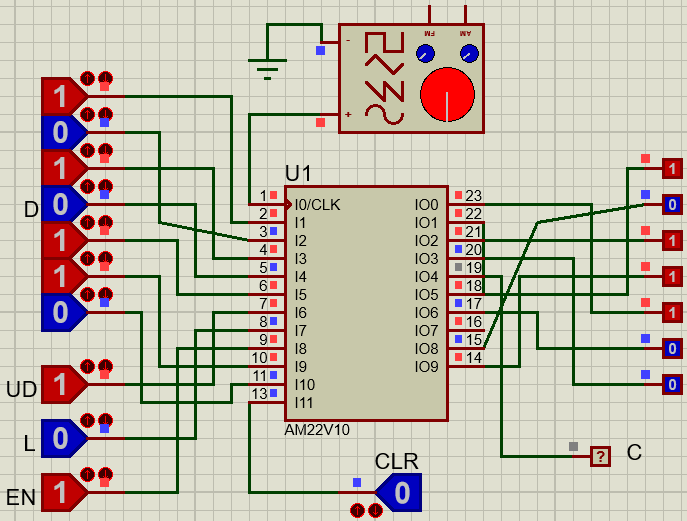 FM AM
-
+
1
0
1
D 0
1
1
0
UD 1
L 0
EN 1
U1
1 I0/CLK IO0 23
2 I1 IO1 22
3 I2 IO2 21
4 I3 IO3 20
5 I4 IO4 19
6 I5 IO5 18
7 I6 IO6 17
8 I7 IO7 16
9 I8 IO8 15
10 I9 IO9 14
11 I10
13 I11
AM22V10
CLR
0
1
0
1
1
1
0
0
? C